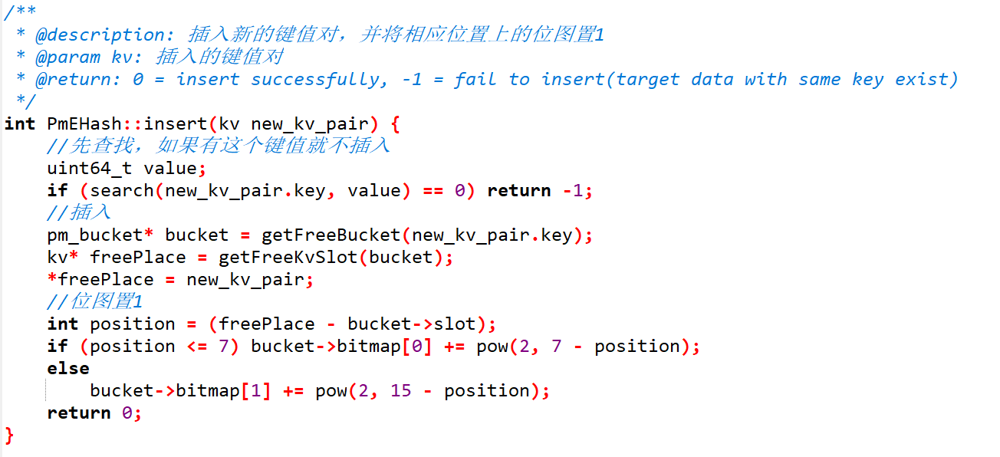 /**
 * @description: 插入新的键值对，并将相应位置上的位图置1
 * @param kv: 插入的键值对
 * @return: 0 = insert successfully, -1 = fail to insert(target data with same key exist)
 */
int PmEHash::insert(kv new_kv_pair) {
    //先查找，如果有这个键值就不插入
    uint64_t value;
    if (search(new_kv_pair.key, value) == 0) return -1;
    //插入
    pm_bucket* bucket = getFreeBucket(new_kv_pair.key);
    kv* freePlace = getFreeKvSlot(bucket);
    *freePlace = new_kv_pair;
    //位图置1
    int position = (freePlace - bucket->slot);
    if (position <= 7) bucket->bitmap[0] += pow(2, 7 - position);
    else
        bucket->bitmap[1] += pow(2, 15 - position);
    return 0;
}